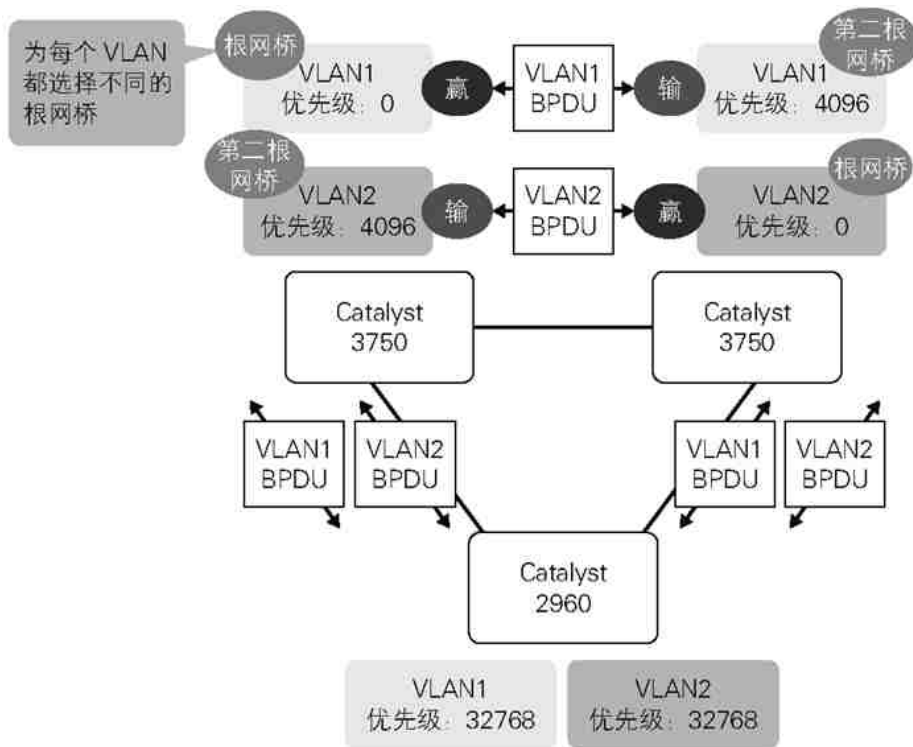 为每个 VLAN
都选择不同的
根网桥
根网桥
VLAN1
优先级：0
赢
VLAN1
BPDU
输
第二根
网桥
VLAN1
优先级：4096
第二根
网桥
VLAN2
优先级：4096
输
VLAN2
BPDU
赢
根网桥
VLAN2
优先级：0
Catalyst
3750
Catalyst
3750
VLAN1
BPDU
VLAN2
BPDU
VLAN1
BPDU
VLAN2
BPDU
Catalyst
2960
VLAN1
优先级：32768
VLAN2
优先级：32768